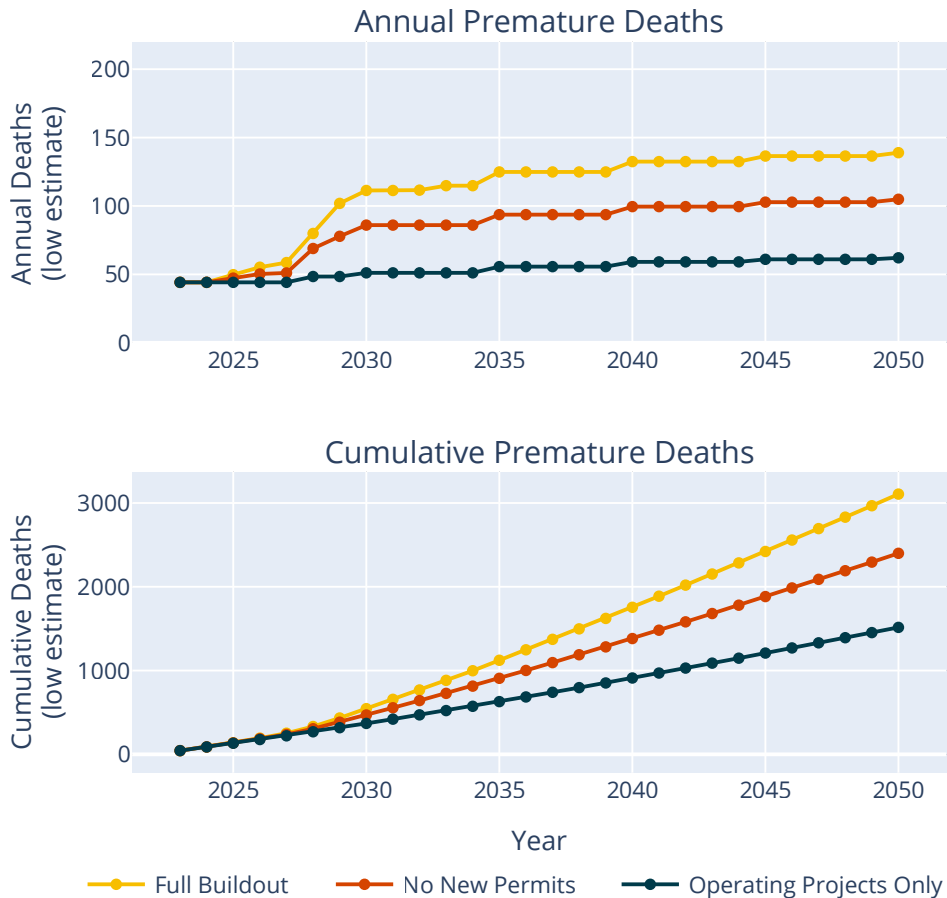 Annual Premature Deaths
Annual Deaths
(low estimate)
200
150
100
50
0
2025 2030 2035 2040 2045 2050
Cumulative Premature Deaths
Cumulative Deaths
(low estimate)
3000
2000
1000
0
2025 2030 2035 2040 2045 2050
Year
Full Buildout No New Permits Operating Projects Only